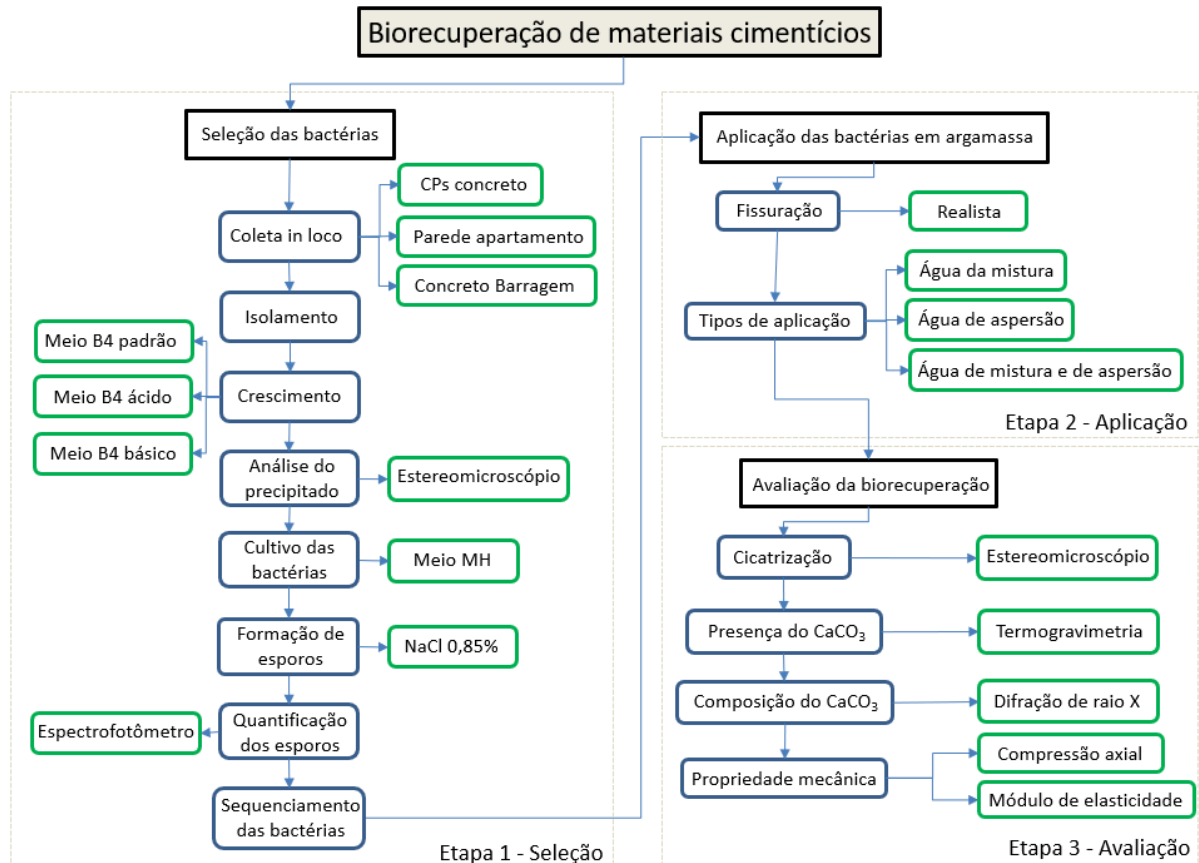 Biorecuperação de materiais cimentícios
Seleção das bactérias
Coleta in loco
CPs concreto
Parede apartamento
Concreto Barragem
Isolamento
Crescimento
Meio B4 padrão
Meio B4 ácido
Meio B4 básico
Análise do
precipitado
Estereomicroscópio
Cultivo das
bactérias
Meio MH
Formação de
esporos
NaCl 0,85%
Quantificação
dos esporos
Espectrofotômetro
Sequenciamento
das bactérias
Etapa 1 - Seleção
Aplicação das bactérias em argamassa
Fissuração
Realista
Tipos de aplicação
Água da mistura
Água de aspersão
Água de mistura e de aspersão
Etapa 2 - Aplicação
Avaliação da biorecuperação
Cicatrização
Estereomicroscópio
Presença do CaCO₃
Termogravimetria
Composição do CaCO₃
Difração de raio X
Propriedade mecânica
Compressão axial
Módulo de elasticidade
Etapa 3 - Avaliação